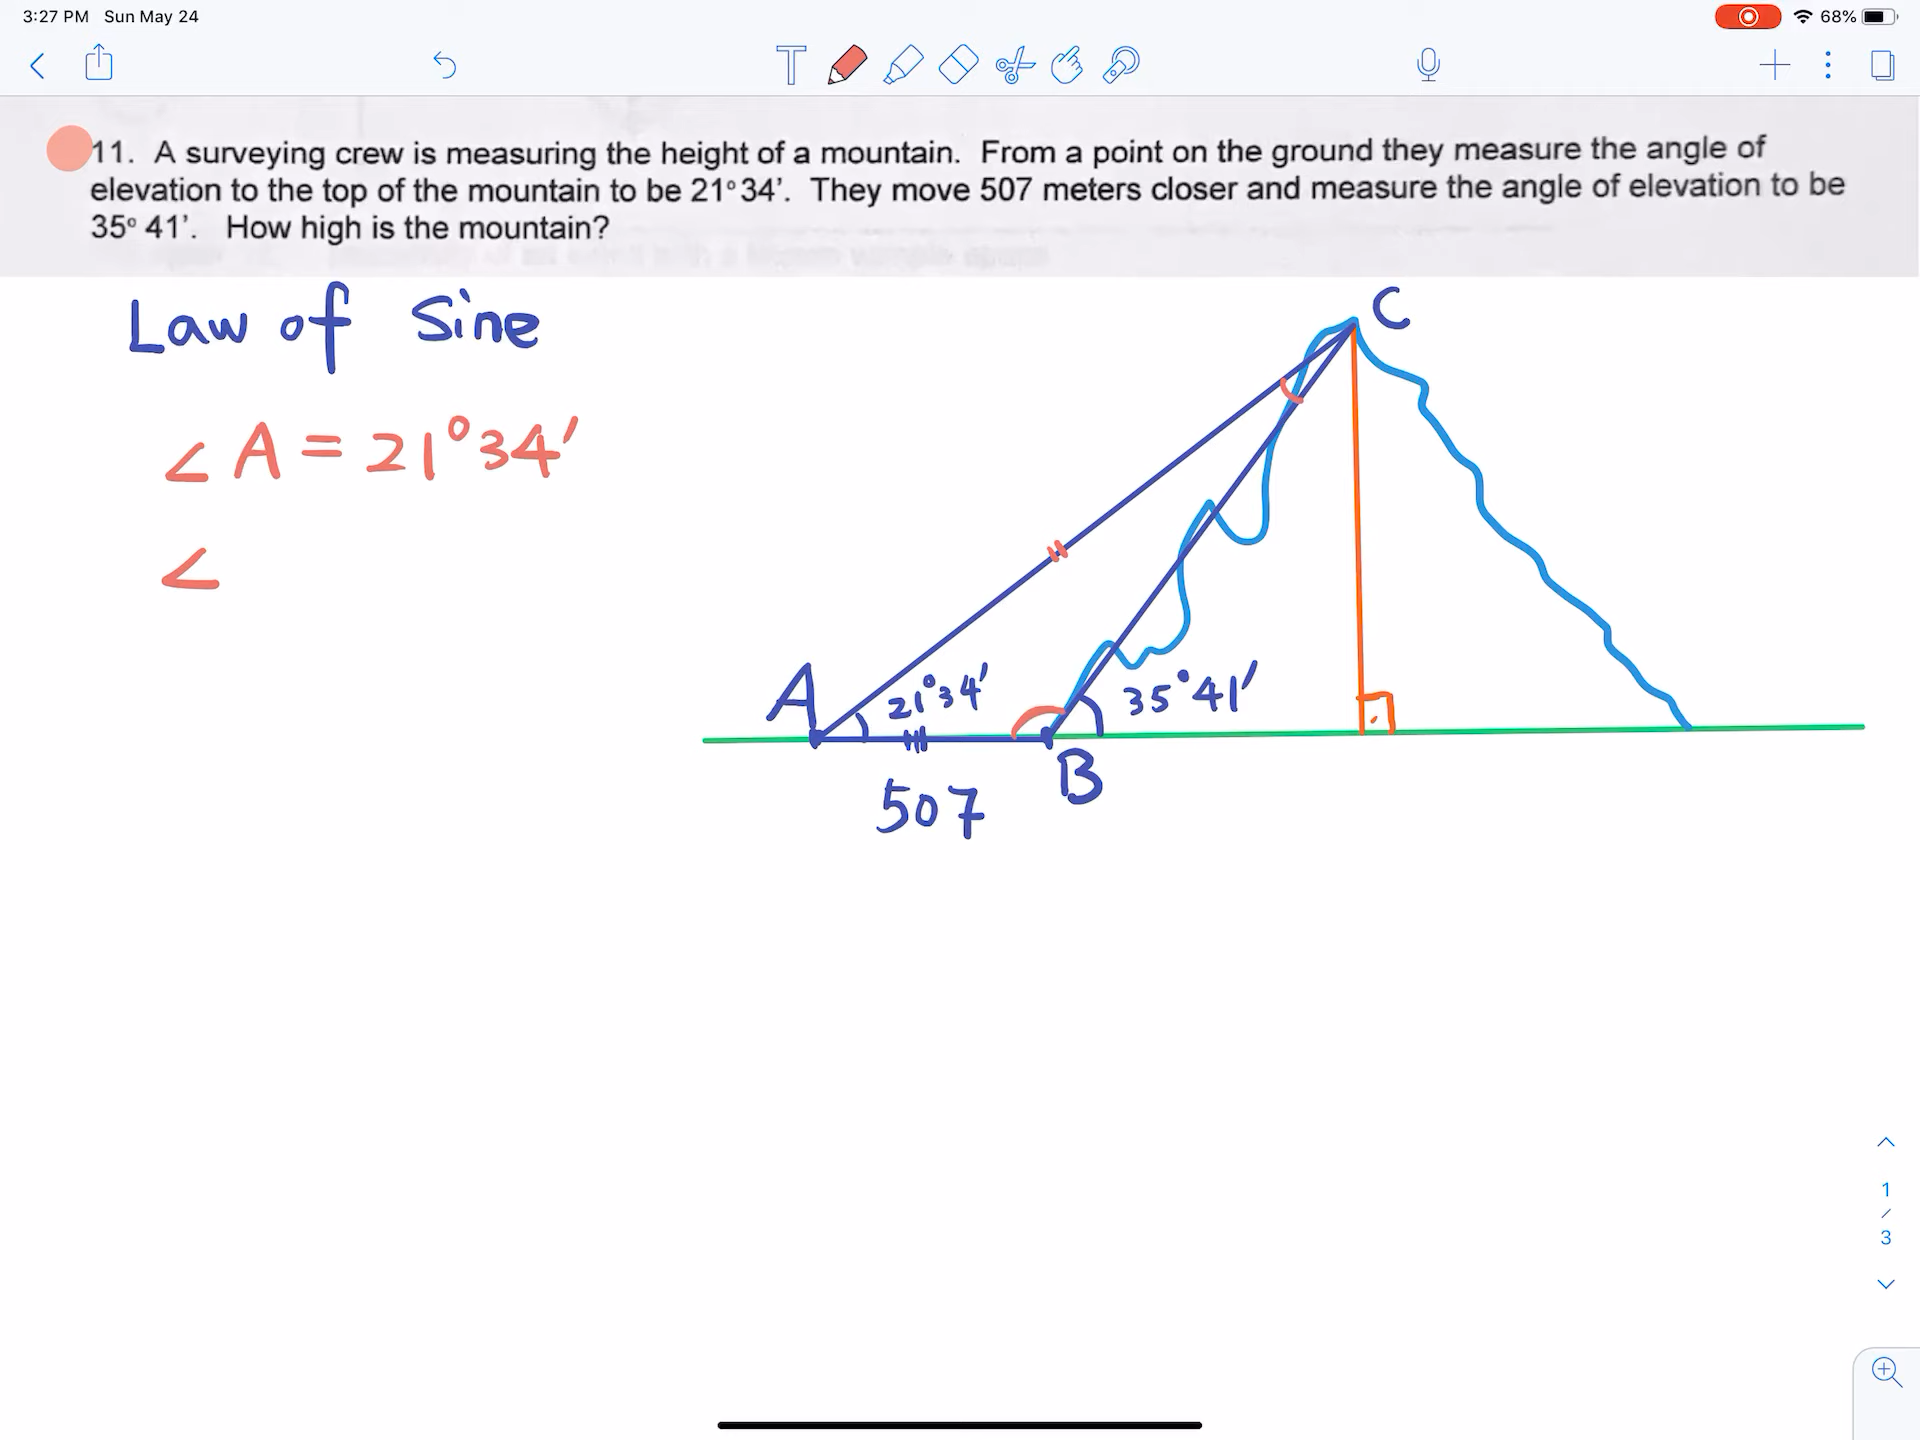 3:27 PM Sun May 24
68%
11. A surveying crew is measuring the height of a mountain. From a point on the ground they measure the angle of
elevation to the top of the mountain to be 21° 34'. They move 507 meters closer and measure the angle of elevation to be
35° 41'. How high is the mountain?
Law of Sine
∠ A = 21° 34'
∠
C
A
21° 34'
35° 41'
B
507
1
/
3